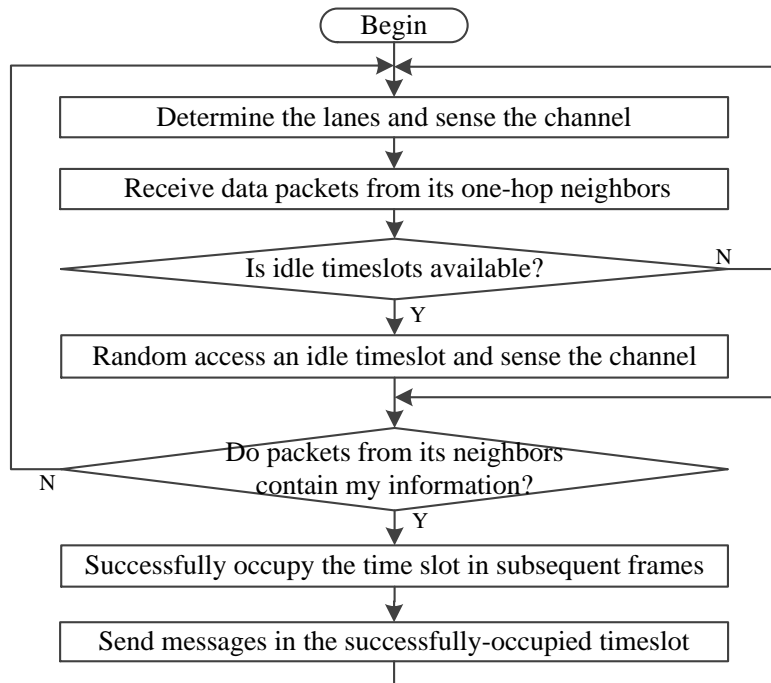 Begin
Determine the lanes and sense the channel
Receive data packets from its one-hop neighbors
Is idle timeslots available?
N
Y
Random access an idle timeslot and sense the channel
Do packets from its neighbors
contain my information?
N
Y
Successfully occupy the time slot in subsequent frames
Send messages in the successfully-occupied timeslot